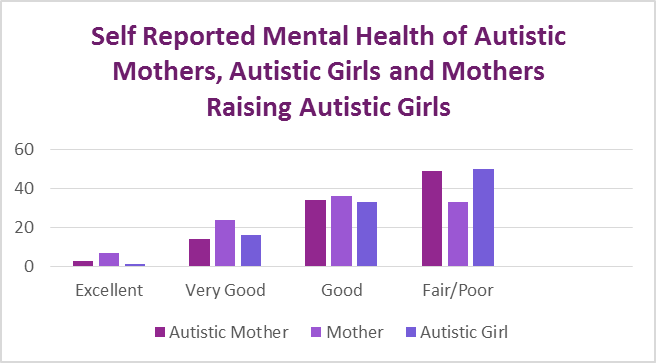 Self Reported Mental Health of Autistic
Mothers, Autistic Girls and Mothers
Raising Autistic Girls
60
40
20
0
Excellent Very Good Good Fair/Poor
Autistic Mother Mother Autistic Girl